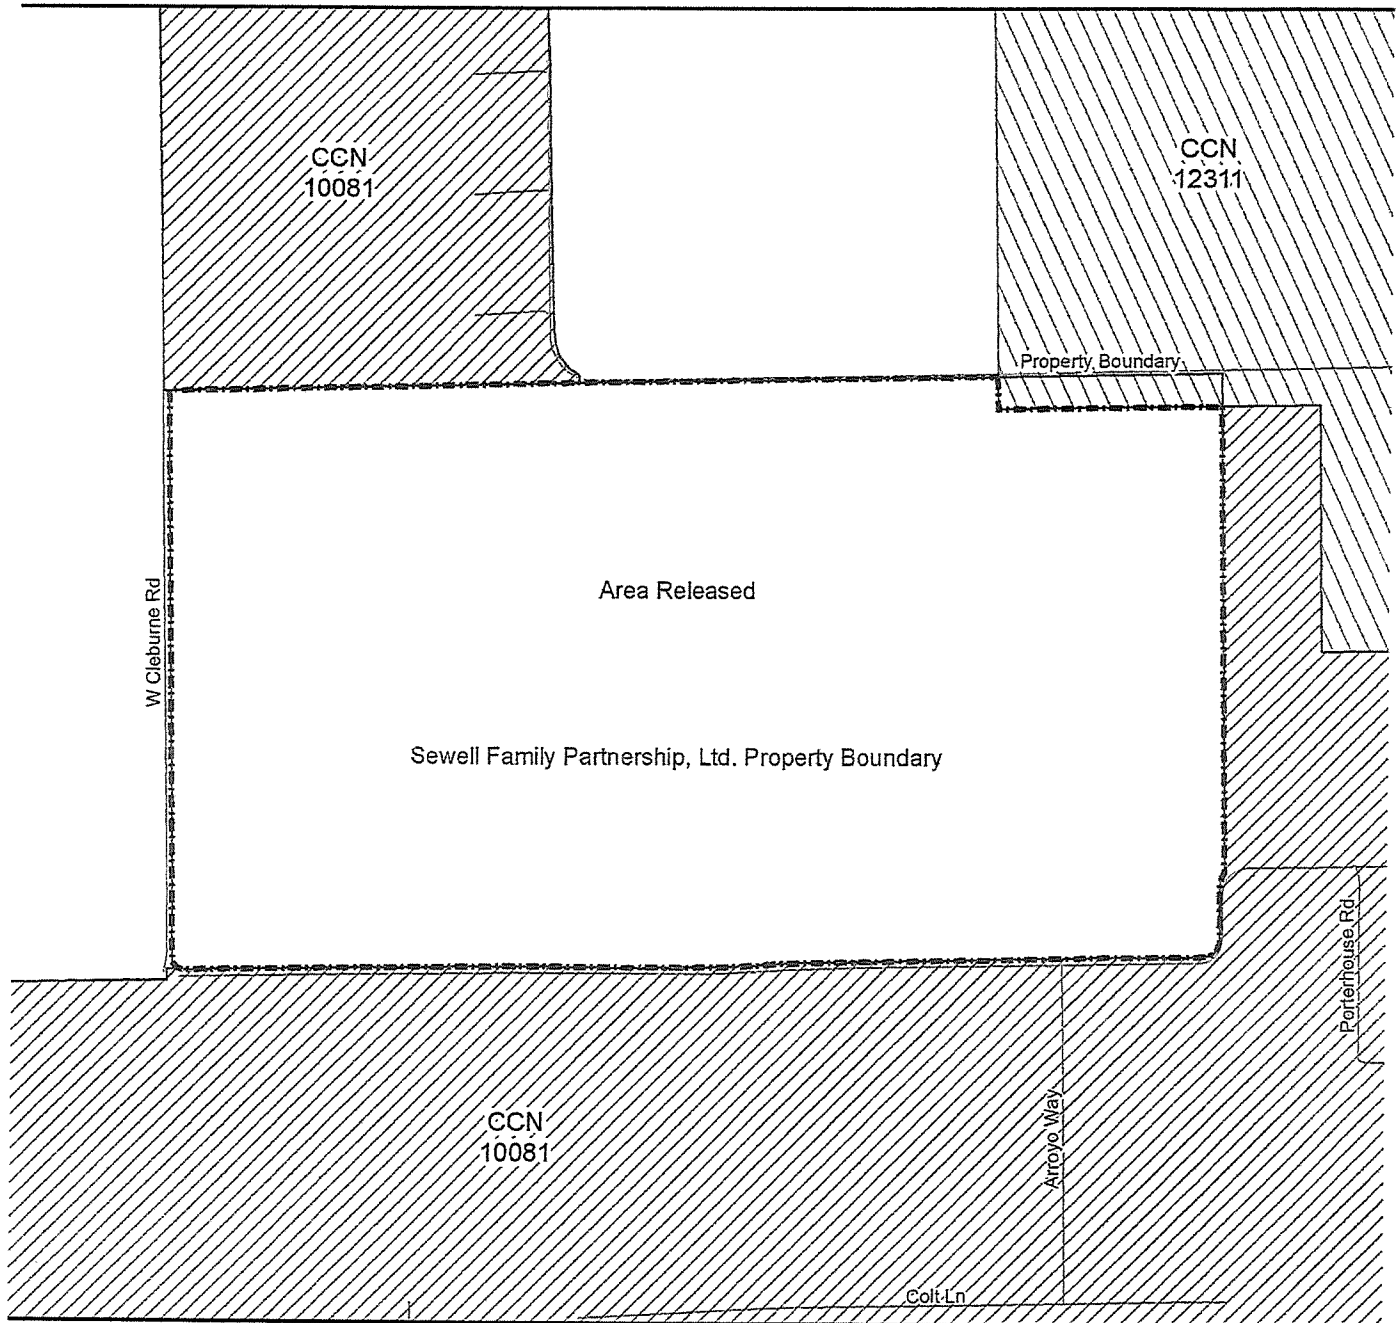 CCN
10081
CCN
12311
Property Boundary
Area Released
W Cleburne Rd
Sewell Family Partnership, Ltd. Property Boundary
Porterhouse Rd
CCN
10081
Arroyo Way
Colt Ln